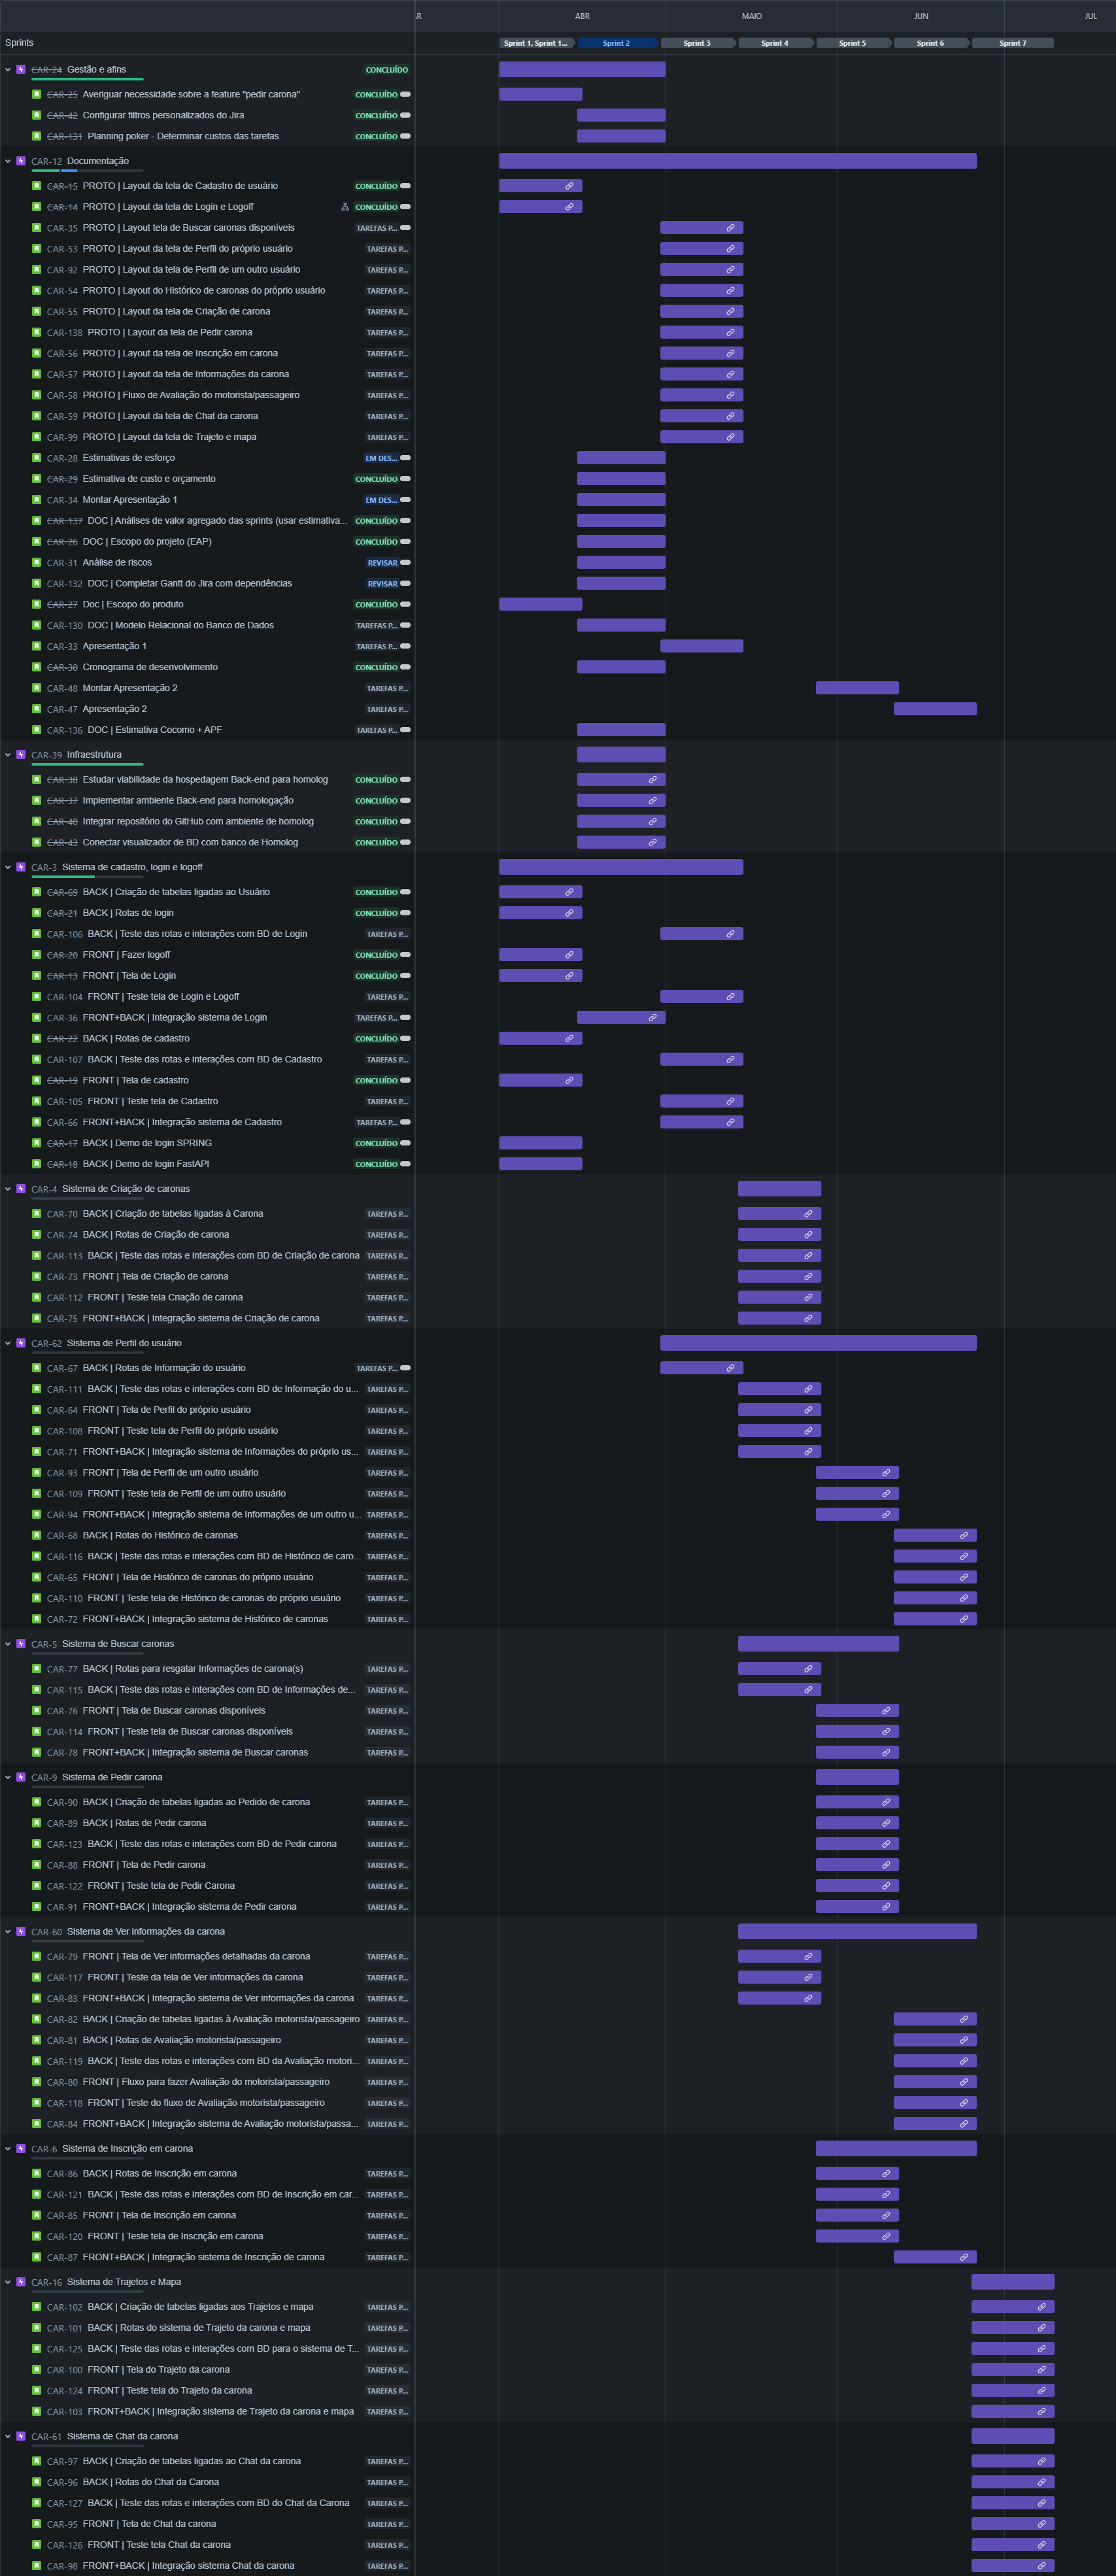 AR ABR MAIO JUN JUL
Sprints Sprint 1, Sprint 1... Sprint 2 Sprint 3 Sprint 4 Sprint 5 Sprint 6 Sprint 7
CAR-24 Gestão e afins CONCLUÍDO
CAR-25 Averiguar necessidade sobre a feature "pedir carona" CONCLUÍDO
CAR-42 Configurar filtros personalizados do Jira CONCLUÍDO
CAR-131 Planning poker - Determinar custos das tarefas CONCLUÍDO
CAR-12 Documentação
CAR-15 PROTO | Layout da tela de Cadastro de usuário CONCLUÍDO
CAR-14 PROTO | Layout da tela de Login e Logoff CONCLUÍDO
CAR-35 PROTO | Layout tela de Buscar caronas disponíveis TAREFAS P...
CAR-53 PROTO | Layout da tela de Perfil do próprio usuário TAREFAS P...
CAR-92 PROTO | Layout da tela de Perfil de um outro usuário TAREFAS P...
CAR-54 PROTO | Layout do Histórico de caronas do próprio usuário TAREFAS P...
CAR-55 PROTO | Layout da tela de Criação de carona TAREFAS P...
CAR-138 PROTO | Layout da tela de Pedir carona TAREFAS P...
CAR-56 PROTO | Layout da tela de Inscrição em carona TAREFAS P...
CAR-57 PROTO | Layout da tela de Informações da carona TAREFAS P...
CAR-58 PROTO | Fluxo de Avaliação do motorista/passageiro TAREFAS P...
CAR-59 PROTO | Layout da tela de Chat da carona TAREFAS P...
CAR-99 PROTO | Layout da tela de Trajeto e mapa TAREFAS P...
CAR-28 Estimativas de esforço EM DES...
CAR-29 Estimativa de custo e orçamento CONCLUÍDO
CAR-34 Montar Apresentação 1 EM DES...
CAR-137 DOC | Análises de valor agregado das sprints (usar estimativa... CONCLUÍDO
CAR-26 DOC | Escopo do projeto (EAP) CONCLUÍDO
CAR-31 Análise de riscos REVISAR
CAR-132 DOC | Completar Gantt do Jira com dependências REVISAR
CAR-27 Doc | Escopo do produto CONCLUÍDO
CAR-130 DOC | Modelo Relacional do Banco de Dados TAREFAS P...
CAR-33 Apresentação 1 TAREFAS P...
CAR-30 Cronograma de desenvolvimento CONCLUÍDO
CAR-48 Montar Apresentação 2 TAREFAS P...
CAR-47 Apresentação 2 TAREFAS P...
CAR-136 DOC | Estimativa Cocomo + APF TAREFAS P...
CAR-39 Infraestrutura
CAR-38 Estudar viabilidade da hospedagem Back-end para homolog CONCLUÍDO
CAR-37 Implementar ambiente Back-end para homologação CONCLUÍDO
CAR-40 Integrar repositório do GitHub com ambiente de homolog CONCLUÍDO
CAR-43 Conectar visualizador de BD com banco de Homolog CONCLUÍDO
CAR-3 Sistema de cadastro, login e logoff
CAR-69 BACK | Criação de tabelas ligadas ao Usuário CONCLUÍDO
CAR-21 BACK | Rotas de login CONCLUÍDO
CAR-106 BACK | Teste das rotas e interações com BD de Login TAREFAS P...
CAR-20 FRONT | Fazer logoff CONCLUÍDO
CAR-13 FRONT | Tela de Login CONCLUÍDO
CAR-104 FRONT | Teste tela de Login e Logoff TAREFAS P...
CAR-36 FRONT+BACK | Integração sistema de Login TAREFAS P...
CAR-22 BACK | Rotas de cadastro CONCLUÍDO
CAR-107 BACK | Teste das rotas e interações com BD de Cadastro TAREFAS P...
CAR-19 FRONT | Tela de cadastro CONCLUÍDO
CAR-105 FRONT | Teste tela de Cadastro TAREFAS P...
CAR-66 FRONT+BACK | Integração sistema de Cadastro TAREFAS P...
CAR-17 BACK | Demo de login SPRING CONCLUÍDO
CAR-18 BACK | Demo de login FastAPI CONCLUÍDO
CAR-4 Sistema de Criação de caronas
CAR-70 BACK | Criação de tabelas ligadas à Carona TAREFAS P...
CAR-74 BACK | Rotas de Criação de carona TAREFAS P...
CAR-113 BACK | Teste das rotas e interações com BD de Criação de carona TAREFAS P...
CAR-73 FRONT | Tela de Criação de carona TAREFAS P...
CAR-112 FRONT | Teste tela Criação de carona TAREFAS P...
CAR-75 FRONT+BACK | Integração sistema de Criação de carona TAREFAS P...
CAR-62 Sistema de Perfil do usuário
CAR-67 BACK | Rotas de Informação do usuário TAREFAS P...
CAR-111 BACK | Teste das rotas e interações com BD de Informação do u... TAREFAS P...
CAR-64 FRONT | Tela de Perfil do próprio usuário TAREFAS P...
CAR-108 FRONT | Teste tela de Perfil do próprio usuário TAREFAS P...
CAR-71 FRONT+BACK | Integração sistema de Informações do próprio us... TAREFAS P...
CAR-93 FRONT | Tela de Perfil de um outro usuário TAREFAS P...
CAR-109 FRONT | Teste tela de Perfil de um outro usuário TAREFAS P...
CAR-94 FRONT+BACK | Integração sistema de Informações de um outro u... TAREFAS P...
CAR-68 BACK | Rotas do Histórico de caronas TAREFAS P...
CAR-116 BACK | Teste das rotas e interações com BD de Histórico de caro... TAREFAS P...
CAR-65 FRONT | Tela de Histórico de caronas do próprio usuário TAREFAS P...
CAR-110 FRONT | Teste tela de Histórico de caronas do próprio usuário TAREFAS P...
CAR-72 FRONT+BACK | Integração sistema de Histórico de caronas TAREFAS P...
CAR-5 Sistema de Buscar caronas
CAR-77 BACK | Rotas para resgatar Informações de carona(s) TAREFAS P...
CAR-115 BACK | Teste das rotas e interações com BD de Informações de... TAREFAS P...
CAR-76 FRONT | Tela de Buscar caronas disponíveis TAREFAS P...
CAR-114 FRONT | Teste tela de Buscar caronas disponíveis TAREFAS P...
CAR-78 FRONT+BACK | Integração sistema de Buscar caronas TAREFAS P...
CAR-9 Sistema de Pedir carona
CAR-90 BACK | Criação de tabelas ligadas ao Pedido de carona TAREFAS P...
CAR-89 BACK | Rotas de Pedir carona TAREFAS P...
CAR-123 BACK | Teste das rotas e interações com BD de Pedir carona TAREFAS P...
CAR-88 FRONT | Tela de Pedir carona TAREFAS P...
CAR-122 FRONT | Teste tela de Pedir Carona TAREFAS P...
CAR-91 FRONT+BACK | Integração sistema de Pedir carona TAREFAS P...
CAR-60 Sistema de Ver informações da carona
CAR-79 FRONT | Tela de Ver informações detalhadas da carona TAREFAS P...
CAR-117 FRONT | Teste da tela de Ver informações da carona TAREFAS P...
CAR-83 FRONT+BACK | Integração sistema de Ver informações da carona TAREFAS P...
CAR-82 BACK | Criação de tabelas ligadas à Avaliação motorista/passageiro TAREFAS P...
CAR-81 BACK | Rotas de Avaliação motorista/passageiro TAREFAS P...
CAR-119 BACK | Teste das rotas e interações com BD da Avaliação motori... TAREFAS P...
CAR-80 FRONT | Fluxo para fazer Avaliação do motorista/passageiro TAREFAS P...
CAR-118 FRONT | Teste do fluxo de Avaliação motorista/passageiro TAREFAS P...
CAR-84 FRONT+BACK | Integração sistema de Avaliação motorista/passa... TAREFAS P...
CAR-6 Sistema de Inscrição em carona
CAR-86 BACK | Rotas de Inscrição em carona TAREFAS P...
CAR-121 BACK | Teste das rotas e interações com BD de Inscrição em car... TAREFAS P...
CAR-85 FRONT | Tela de Inscrição em carona TAREFAS P...
CAR-120 FRONT | Teste tela de Inscrição em carona TAREFAS P...
CAR-87 FRONT+BACK | Integração sistema de Inscrição de carona TAREFAS P...
CAR-16 Sistema de Trajetos e Mapa
CAR-102 BACK | Criação de tabelas ligadas aos Trajetos e mapa TAREFAS P...
CAR-101 BACK | Rotas do sistema de Trajeto da carona e mapa TAREFAS P...
CAR-125 BACK | Teste das rotas e interações com BD para o sistema de T... TAREFAS P...
CAR-100 FRONT | Tela do Trajeto da carona TAREFAS P...
CAR-124 FRONT | Teste tela do Trajeto da carona TAREFAS P...
CAR-103 FRONT+BACK | Integração sistema de Trajeto da carona e mapa TAREFAS P...
CAR-61 Sistema de Chat da carona
CAR-97 BACK | Criação de tabelas ligadas ao Chat da carona TAREFAS P...
CAR-96 BACK | Rotas do Chat da Carona TAREFAS P...
CAR-127 BACK | Teste das rotas e interações com BD do Chat da Carona TAREFAS P...
CAR-95 FRONT | Tela de Chat da carona TAREFAS P...
CAR-126 FRONT | Teste tela Chat da carona TAREFAS P...
CAR-98 FRONT+BACK | Integração sistema Chat da carona TAREFAS P...